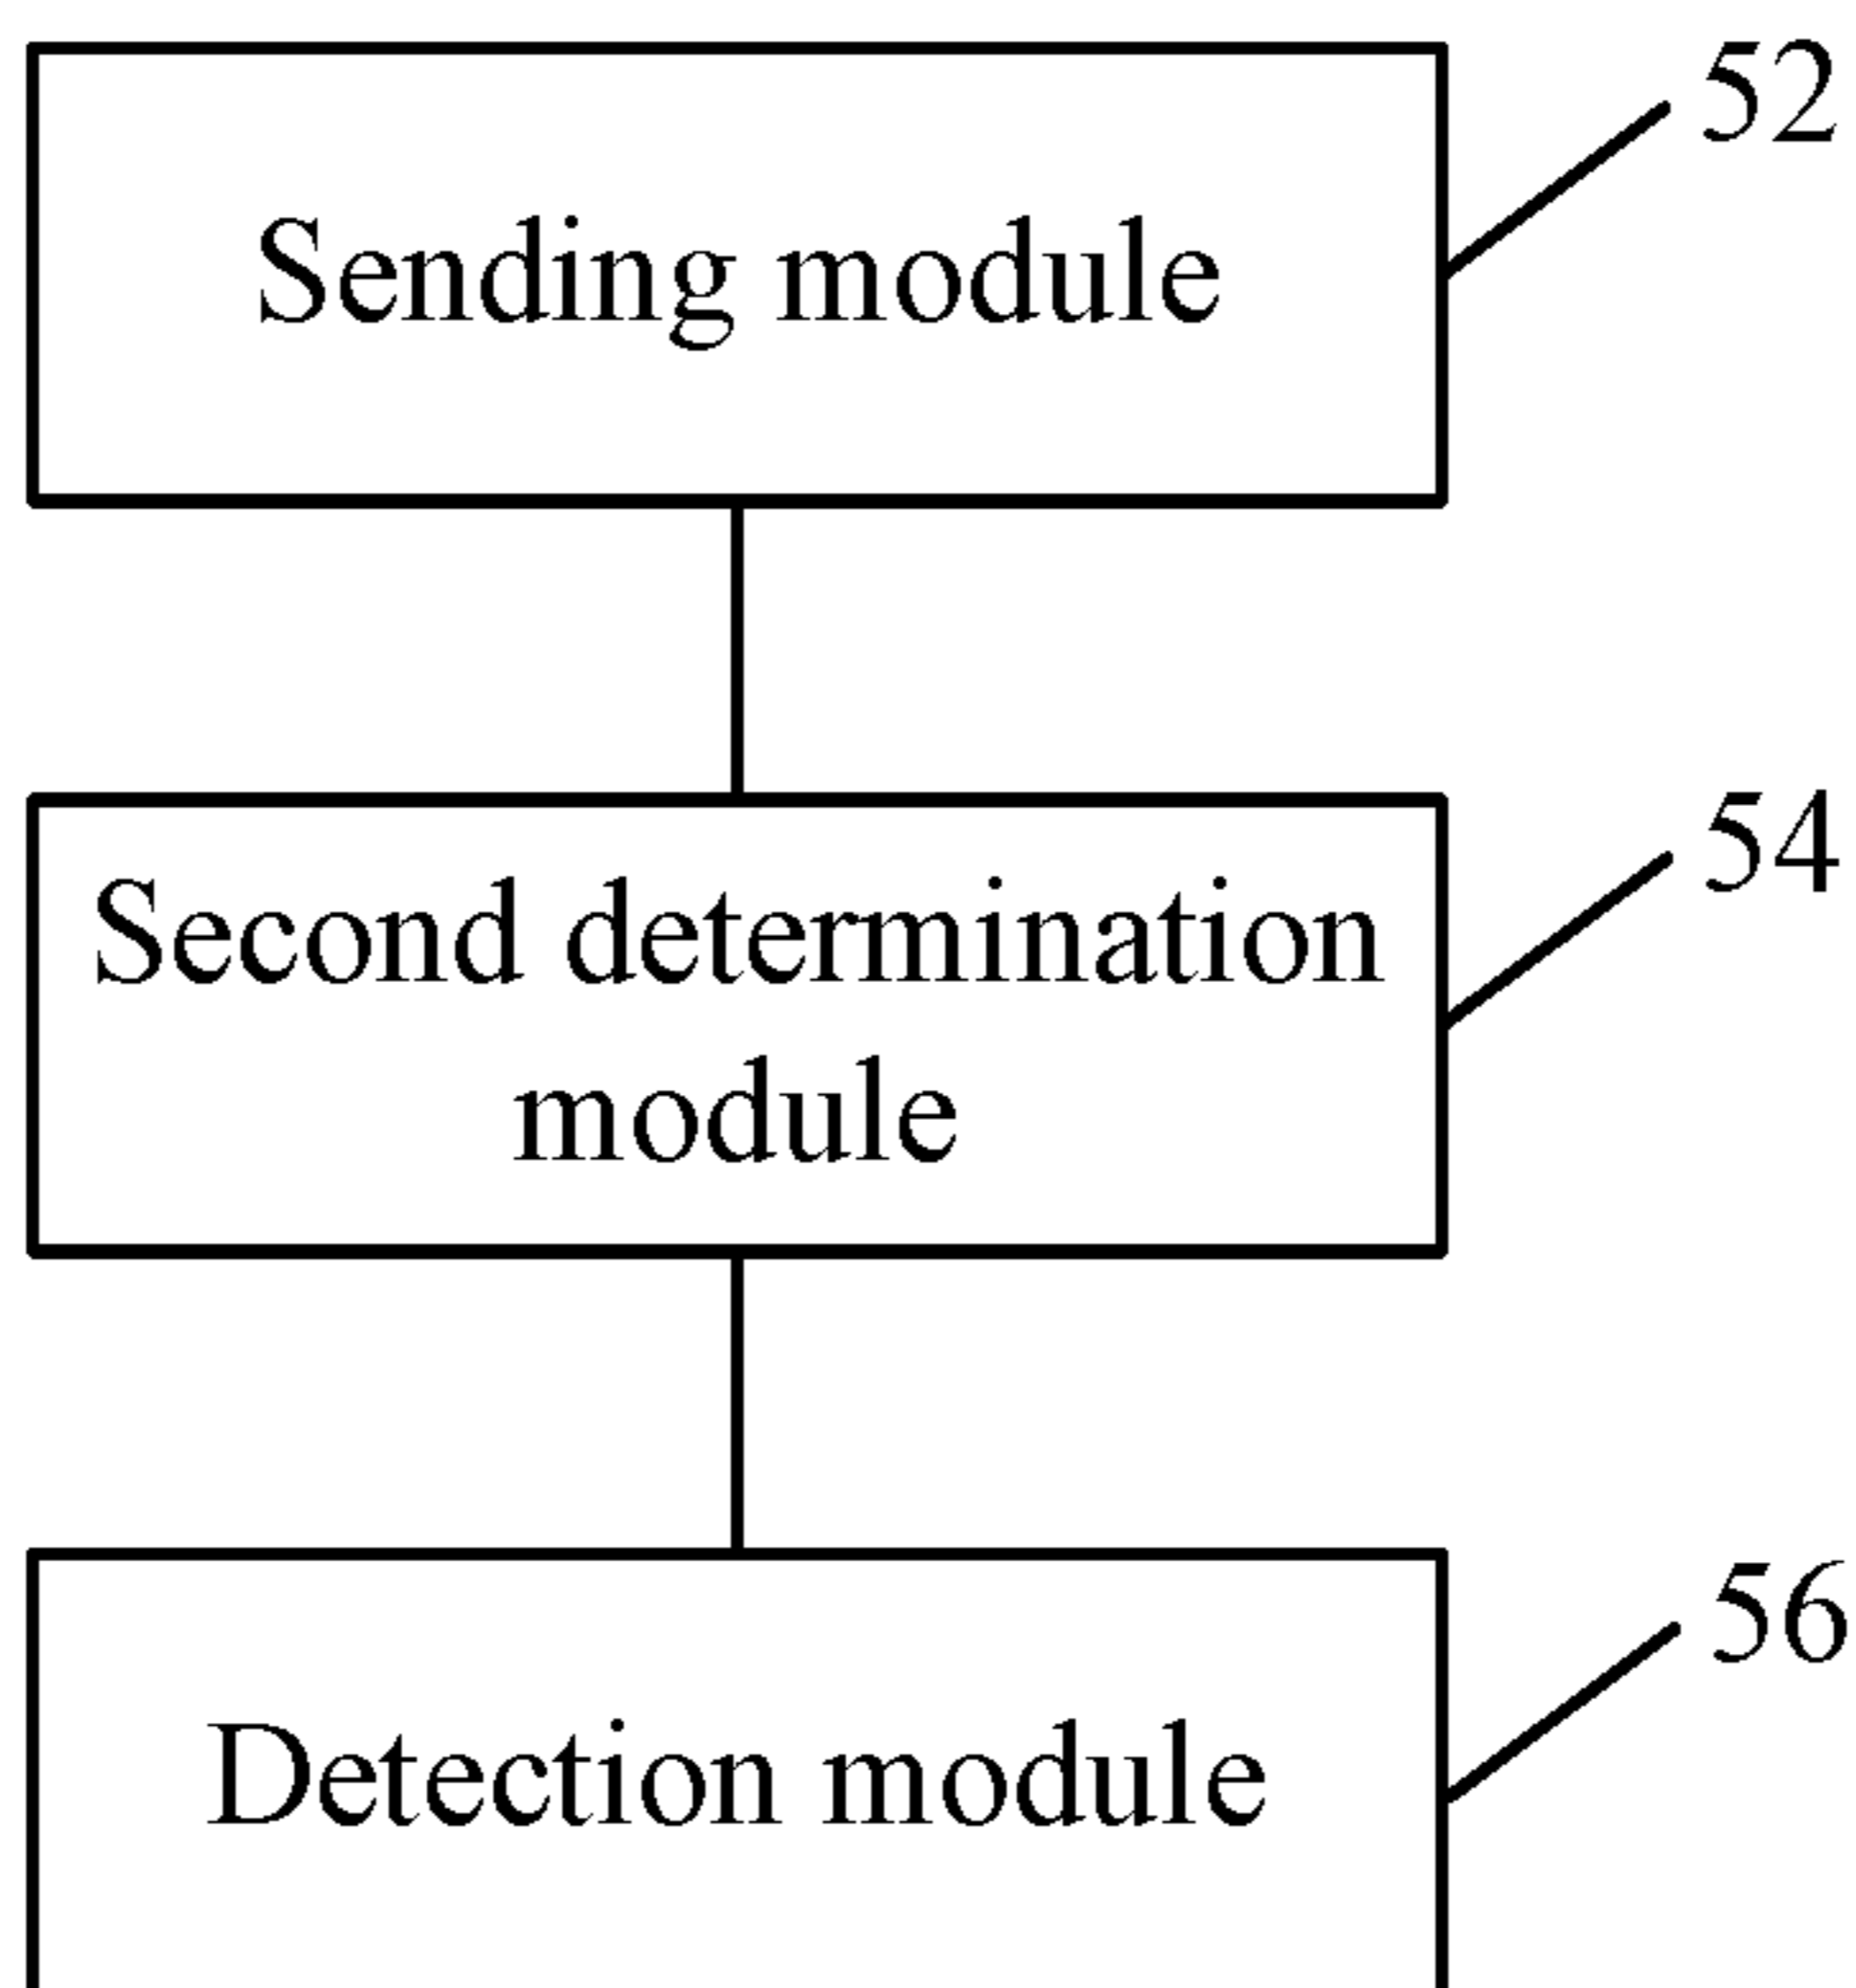 52
Sending module
54
Second determination
module
56
Detection module